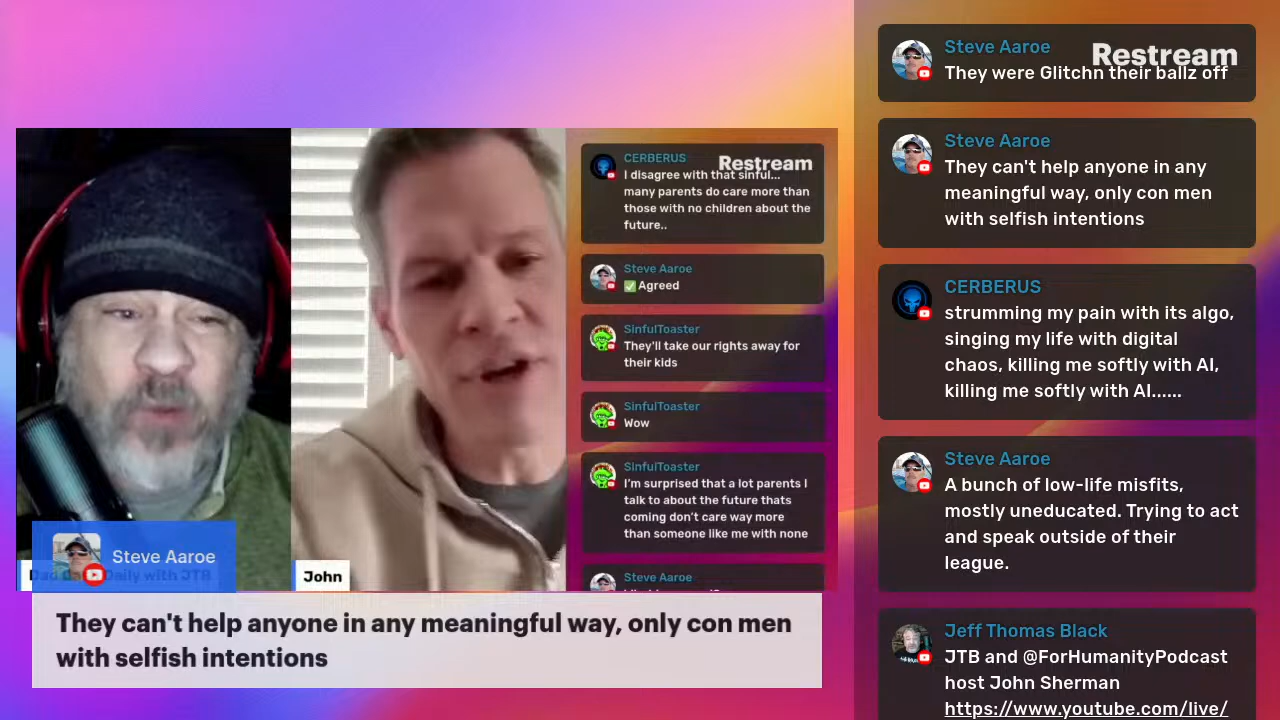 CERBERUS
Restream
I disagree with that sinful...
many parents do care more than
those with no children about the
future..
Steve Aaroe
✅Agreed
SinfulToaster
They'll take our rights away for
their kids
SinfulToaster
Wow
SinfulToaster
I'm surprised that a lot parents I
talk to about the future thats
coming don't care way more
than someone like me with none
Steve Aaroe
Steve Aaroe
Daily with JTB
John
They can't help anyone in any meaningful way, only con men
with selfish intentions
Steve Aaroe
Restream
They were Glitchn their ballz off
Steve Aaroe
They can't help anyone in any
meaningful way, only con men
with selfish intentions
CERBERUS
strumming my pain with its algo,
singing my life with digital
chaos, killing me softly with AI,
killing me softly with AI......
Steve Aaroe
A bunch of low-life misfits,
mostly uneducated. Trying to act
and speak outside of their
league.
Jeff Thomas Black
JTB and @ForHumanityPodcast
host John Sherman
https://www.youtube.com/live/